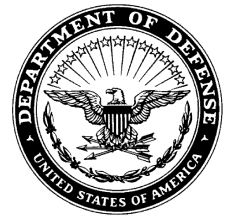 DEPARTMENT OF DEFENSE
UNITED STATES OF AMERICA